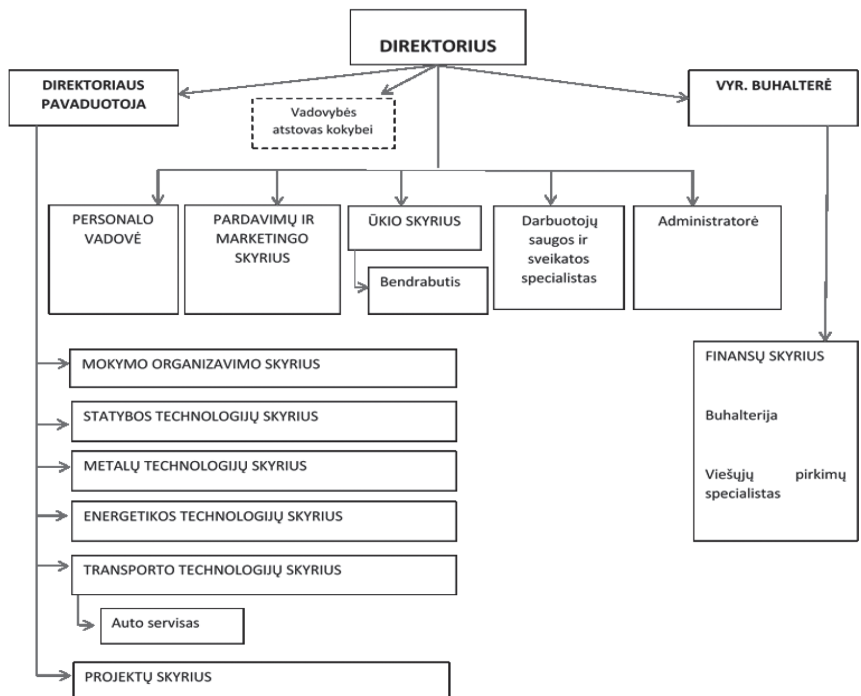 DIREKTORIUS
DIREKTORIAUS
PAVADUOTOJA
Vadovybės
atstovas kokybei
VYR. BUHALTERĖ
PERSONALO
VADOVĖ
PARDAVIMŲ IR
MARKETINGO
SKYRIUS
ŪKIO SKYRIUS
Bendrabutis
Darbuotojų
saugos ir
sveikatos
specialistas
Administratorė
MOKYMO ORGANIZAVIMO SKYRIUS
STATYBOS TECHNOLOGIJŲ SKYRIUS
METALŲ TECHNOLOGIJŲ SKYRIUS
ENERGETIKOS TECHNOLOGIJŲ SKYRIUS
TRANSPORTO TECHNOLOGIJŲ SKYRIUS
Auto servisas
PROJEKTŲ SKYRIUS
FINANSŲ SKYRIUS
Buhalterija
Viešųjų pirkimų
specialistas